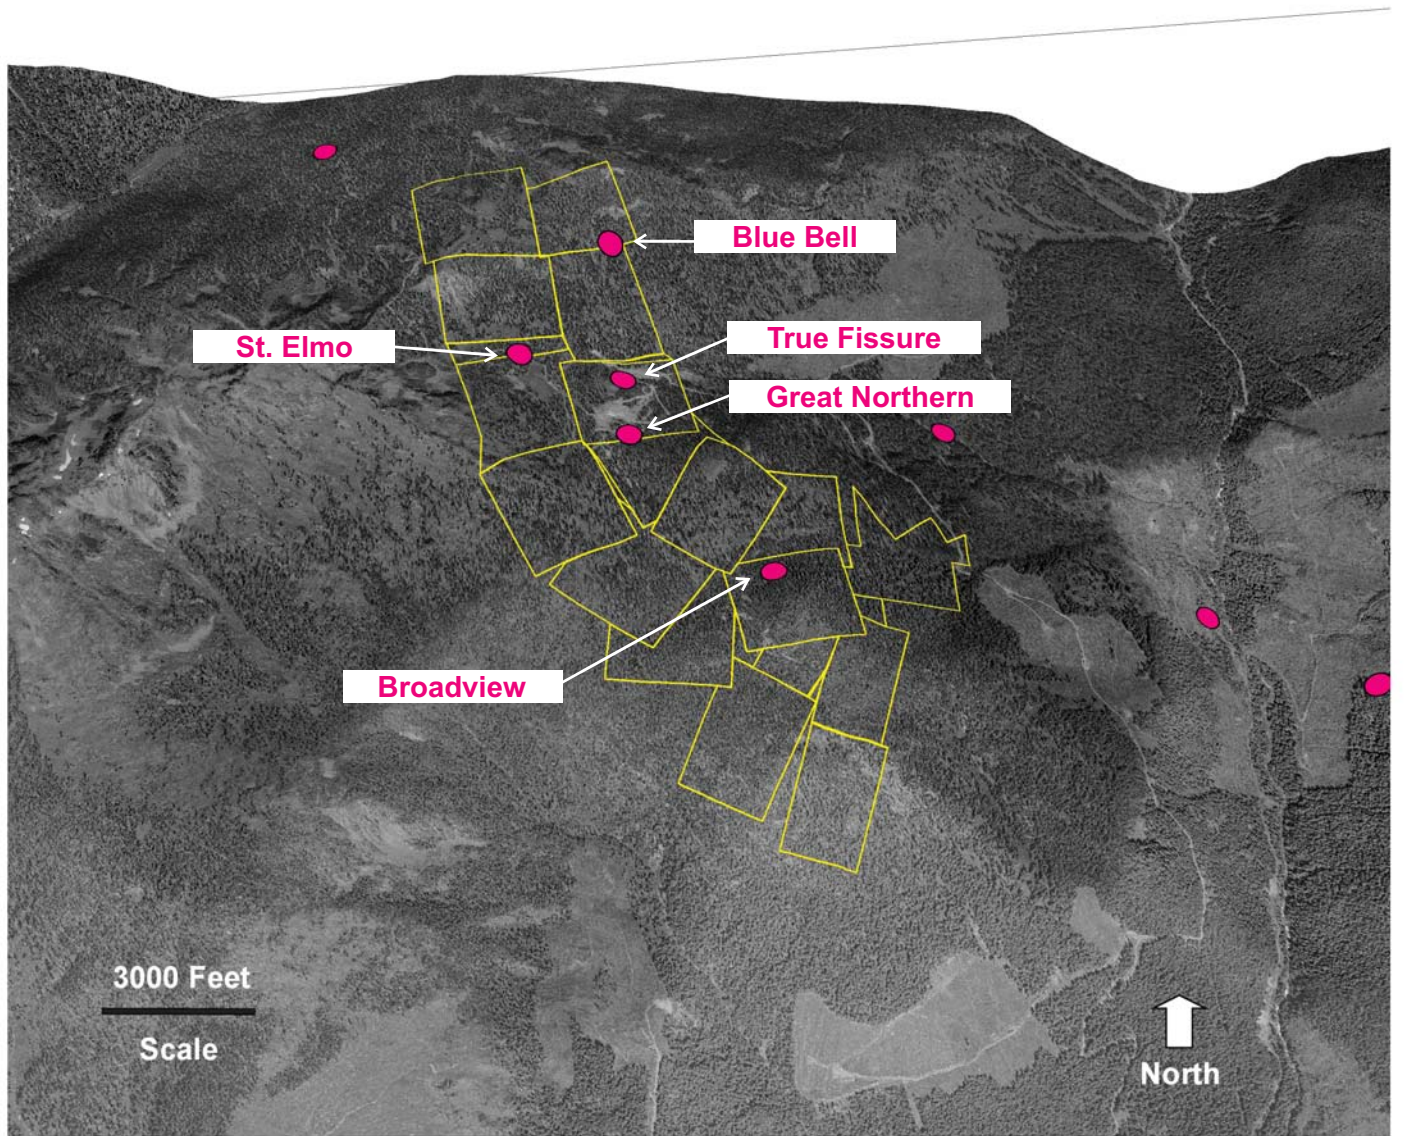 Blue Bell
St. Elmo
True Fissure
Great Northern
Broadview
3000 Feet
Scale
North